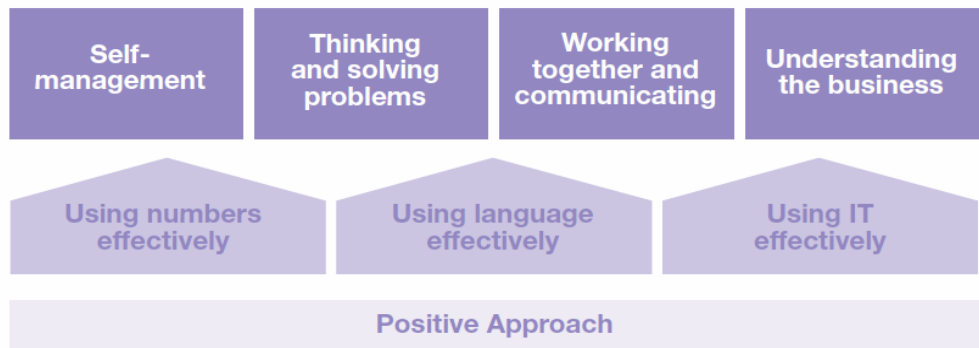 Self-
management
Thinking
and solving
problems
Working
together and
communicating
Understanding
the business
Using numbers
effectively
Using language
effectively
Using IT
effectively
Positive Approach